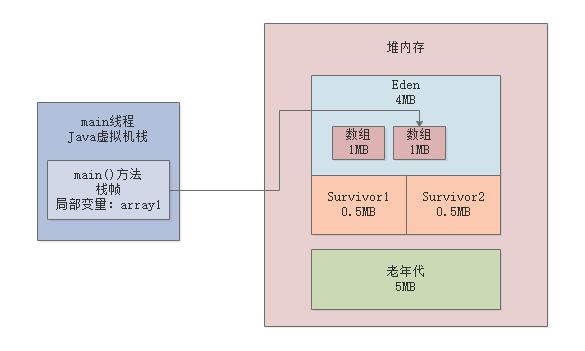 堆内存
Eden
4MB
main线程
Java虚拟机栈
数组
1MB
数组
1MB
main()方法
栈帧
局部变量：array1
Survivor1
0.5MB
Survivor2
0.5MB
老年代
5MB